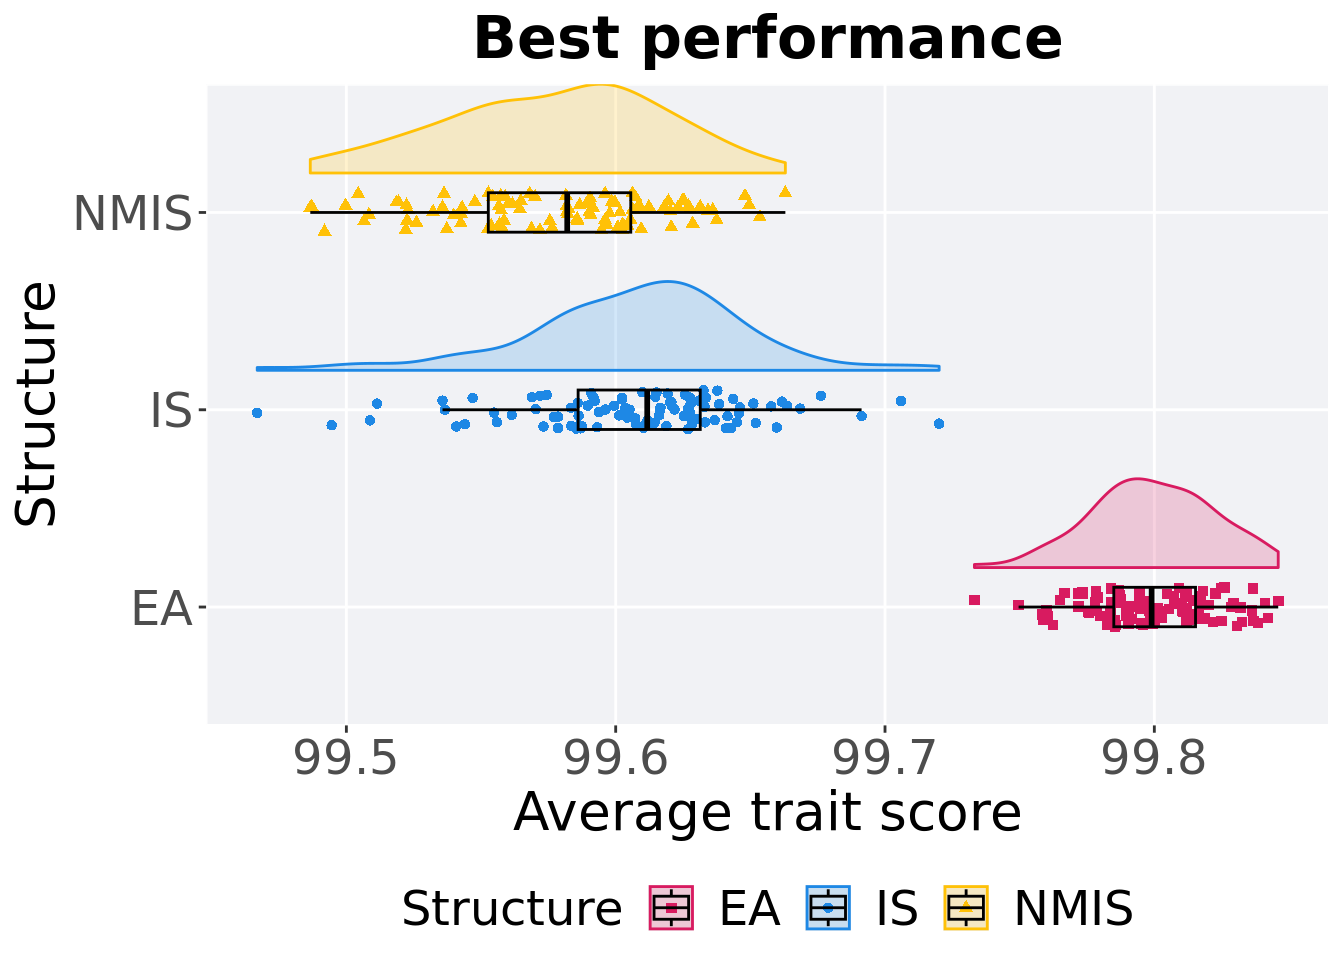 Best performance
NMIS
IS
EA
Structure
99.5 99.6 99.7 99.8
Average trait score
Structure EA IS NMIS